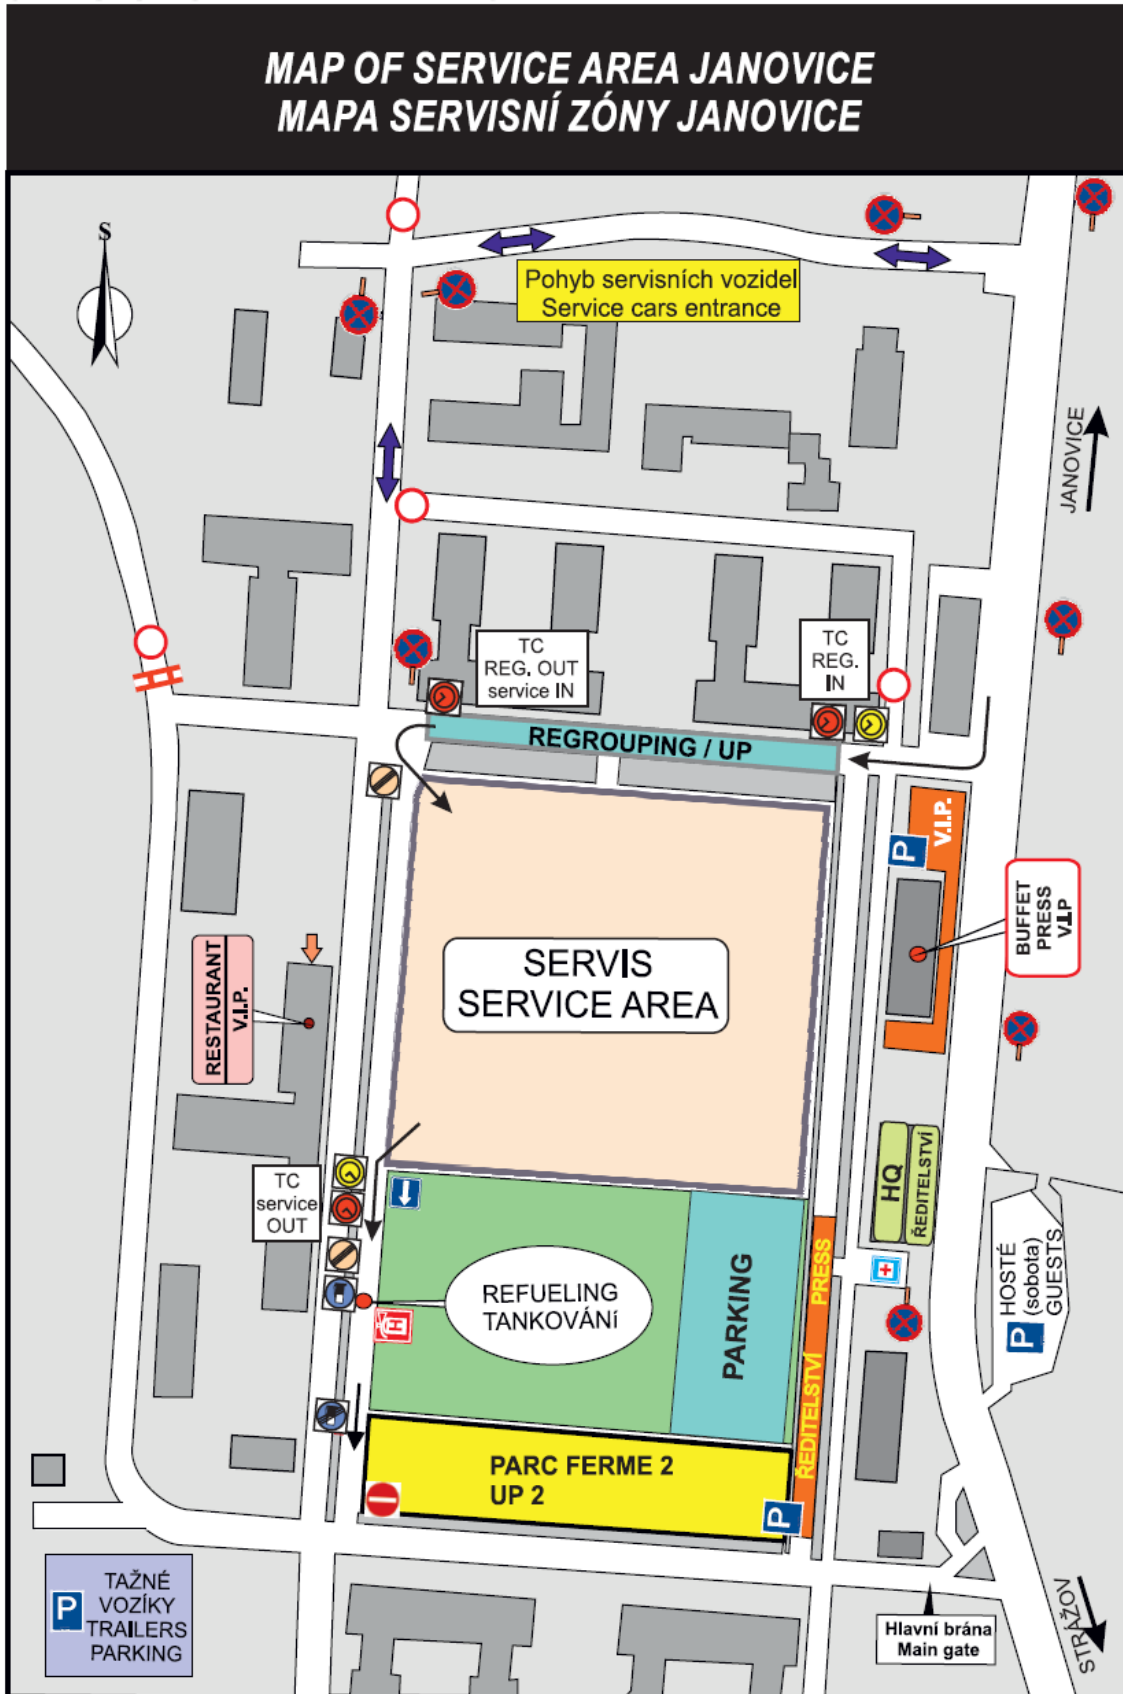 MAP OF SERVICE AREA JANOVICE
MAPA SERVISNÍ ZÓNY JANOVICE
S
Pohyb servisních vozidel
Service cars entrance
JANOVICE
TC
REG. OUT
service IN
TC
REG.
IN
REGROUPING / UP
V.I.P.
P
BUFFET
PRESS
V.I.P
SERVIS
SERVICE AREA
RESTAURANT
V.I.P.
HQ
ŘEDITELSTVÍ
TC
service
OUT
REFUELING
TANKOVÁNí
H
PARKING
ŘEDITELSTVÍ PRESS
P
HOSTÉ
(sobota)
GUESTS
PARC FERME 2
UP 2
P
P
TAŽNÉ
VOZÍKY
TRAILERS
PARKING
Hlavní brána
Main gate
STRÁŽOV